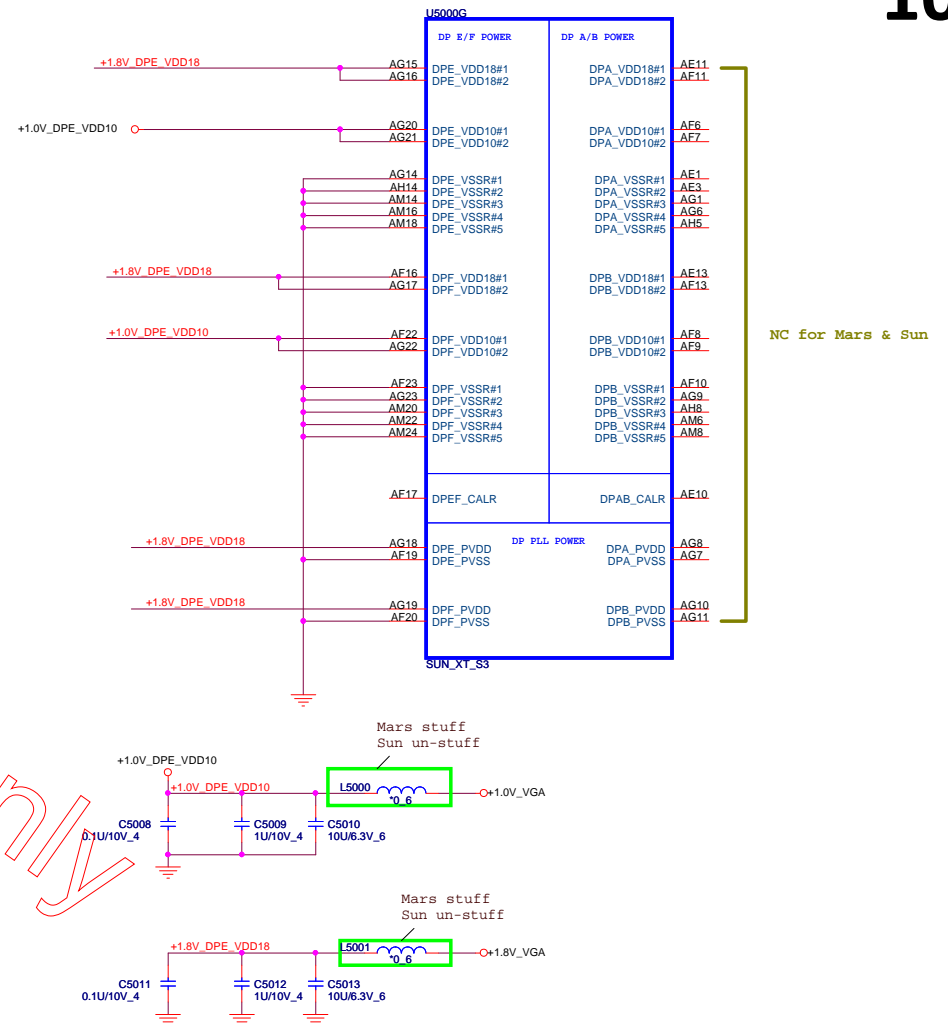 10
U5000G
DP E/F POWER DP A/B POWER
+1.8V_DPE_VDD18 AG15 DPE_VDD18#1 DPA_VDD18#1 AE11
AG16 DPE_VDD18#2 DPA_VDD18#2 AF11
+1.0V_DPE_VDD10 AG20 DPE_VDD10#1 DPA_VDD10#1 AF6
AG21 DPE_VDD10#2 DPA_VDD10#2 AF7
AG14 DPE_VSSR#1 DPA_VSSR#1 AE1
AH14 DPE_VSSR#2 DPA_VSSR#2 AE3
AM14 DPE_VSSR#3 DPA_VSSR#3 AG1
AM16 DPE_VSSR#4 DPA_VSSR#4 AG6
AM18 DPE_VSSR#5 DPA_VSSR#5 AH5
+1.8V_DPE_VDD18 AF16 DPF_VDD18#1 DPB_VDD18#1 AE13
AG17 DPF_VDD18#2 DPB_VDD18#2 AF13
+1.0V_DPE_VDD10 AF22 DPF_VDD10#1 DPB_VDD10#1 AF8
AG22 DPF_VDD10#2 DPB_VDD10#2 AF9
NC for Mars & Sun
AF23 DPF_VSSR#1 DPB_VSSR#1 AF10
AG23 DPF_VSSR#2 DPB_VSSR#2 AG9
AM20 DPF_VSSR#3 DPB_VSSR#3 AH8
AM22 DPF_VSSR#4 DPB_VSSR#4 AM6
AM24 DPF_VSSR#5 DPB_VSSR#5 AM8
AF17 DPEF_CALR DPAB_CALR AE10
DP PLL POWER
+1.8V_DPE_VDD18 AG18 DPE_PVDD DPA_PVDD AG8
AF19 DPE_PVSS DPA_PVSS AG7
+1.8V_DPE_VDD18 AG19 DPF_PVDD DPB_PVDD AG10
AF20 DPF_PVSS DPB_PVSS AG11
SUN_XT_S3
Mars stuff
Sun un-stuff
+1.0V_DPE_VDD10
+1.0V_DPE_VDD10 L5000 +1.0V_VGA
*0_6
C5008 C5009 C5010
0.1U/10V_4 1U/10V_4 10U/6.3V_6
nly
Mars stuff
Sun un-stuff
+1.8V_DPE_VDD18 L5001 +1.8V_VGA
*0_6
C5011 C5012 C5013
0.1U/10V_4 1U/10V_4 10U/6.3V_6